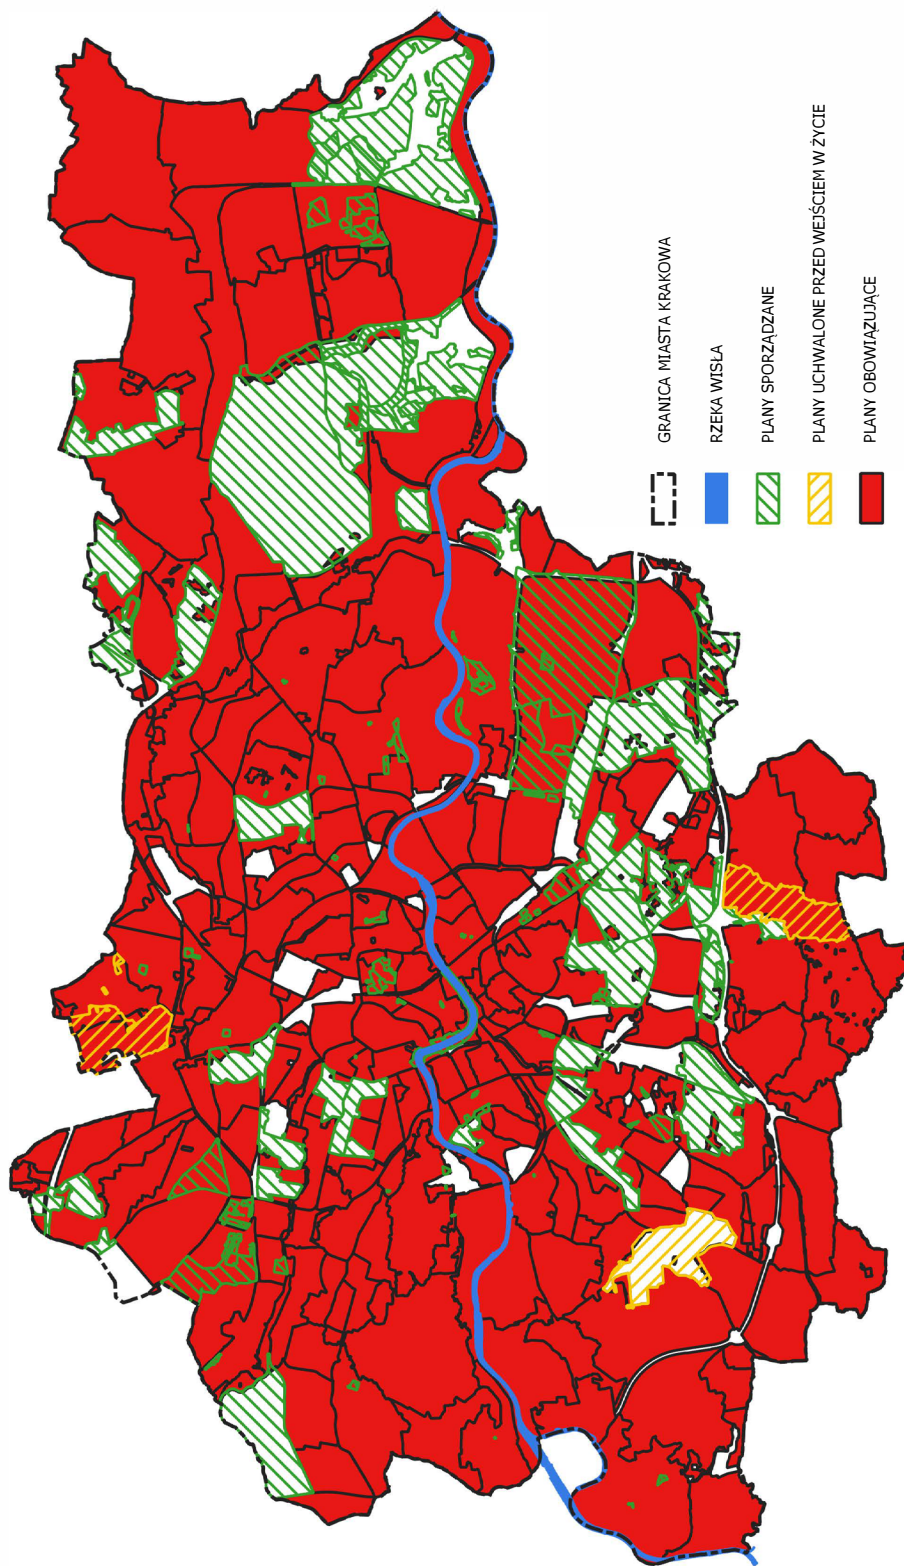 GRANICA MIASTA KRAKOWA
RZEKA WISŁA
PLANY SPORZĄDZANE
PLANY UCHWALONE PRZED WEJŚCIEM W ŻYCIE
PLANY OBOWIĄZUJĄCE